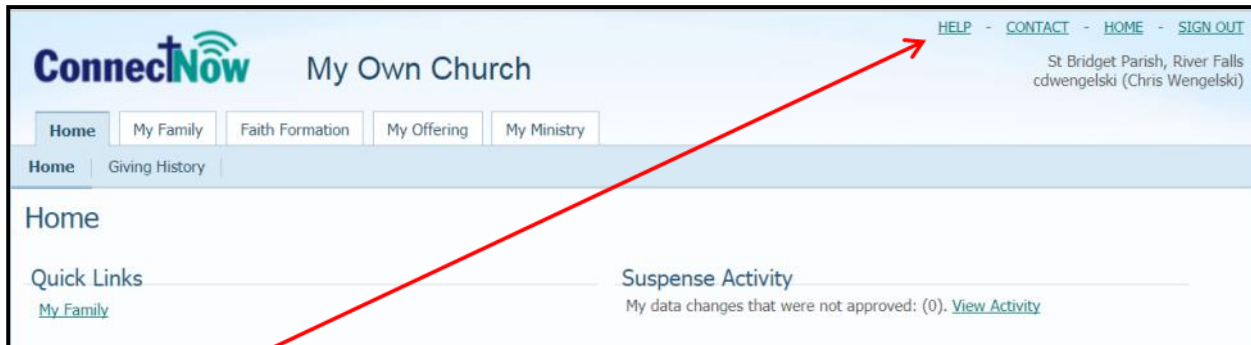 HELP - CONTACT - HOME - SIGN OUT
ConnectNow My Own Church
St Bridget Parish, River Falls
cdwengelski (Chris Wengelski)
Home My Family Faith Formation My Offering My Ministry
Home Giving History
Home
Quick Links
My Family
Suspense Activity
My data changes that were not approved: (0). View Activity